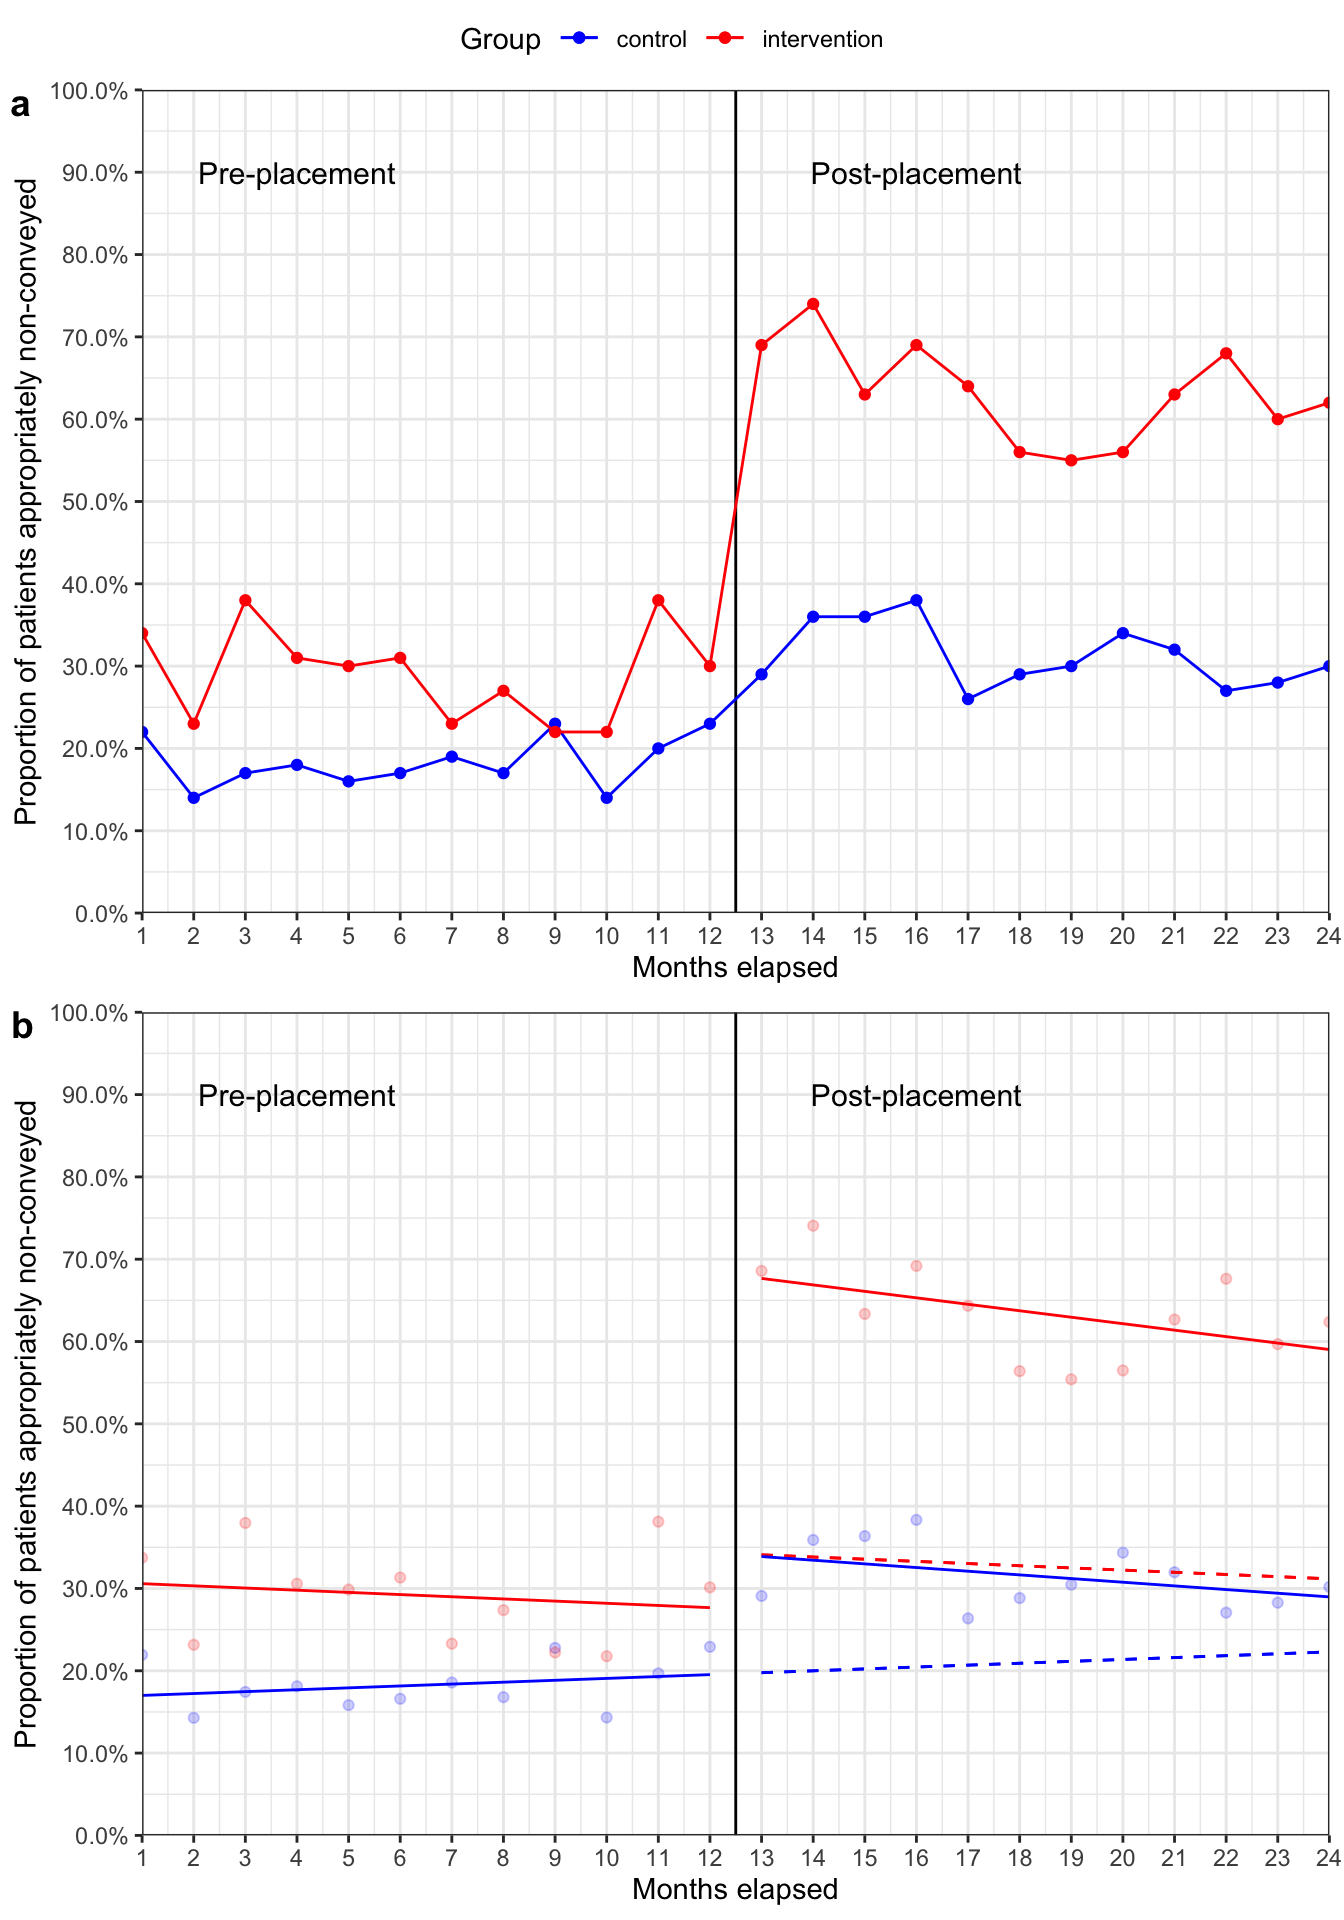 Group control intervention
a
100.0%
90.0%
80.0%
70.0%
60.0%
50.0%
40.0%
30.0%
20.0%
10.0%
0.0%
Proportion of patients appropriately non-conveyed
Pre-placement Post-placement
1 2 3 4 5 6 7 8 9 10 11 12 13 14 15 16 17 18 19 20 21 22 23 24
Months elapsed
b
100.0%
90.0%
80.0%
70.0%
60.0%
50.0%
40.0%
30.0%
20.0%
10.0%
0.0%
Proportion of patients appropriately non-conveyed
Pre-placement Post-placement
1 2 3 4 5 6 7 8 9 10 11 12 13 14 15 16 17 18 19 20 21 22 23 24
Months elapsed